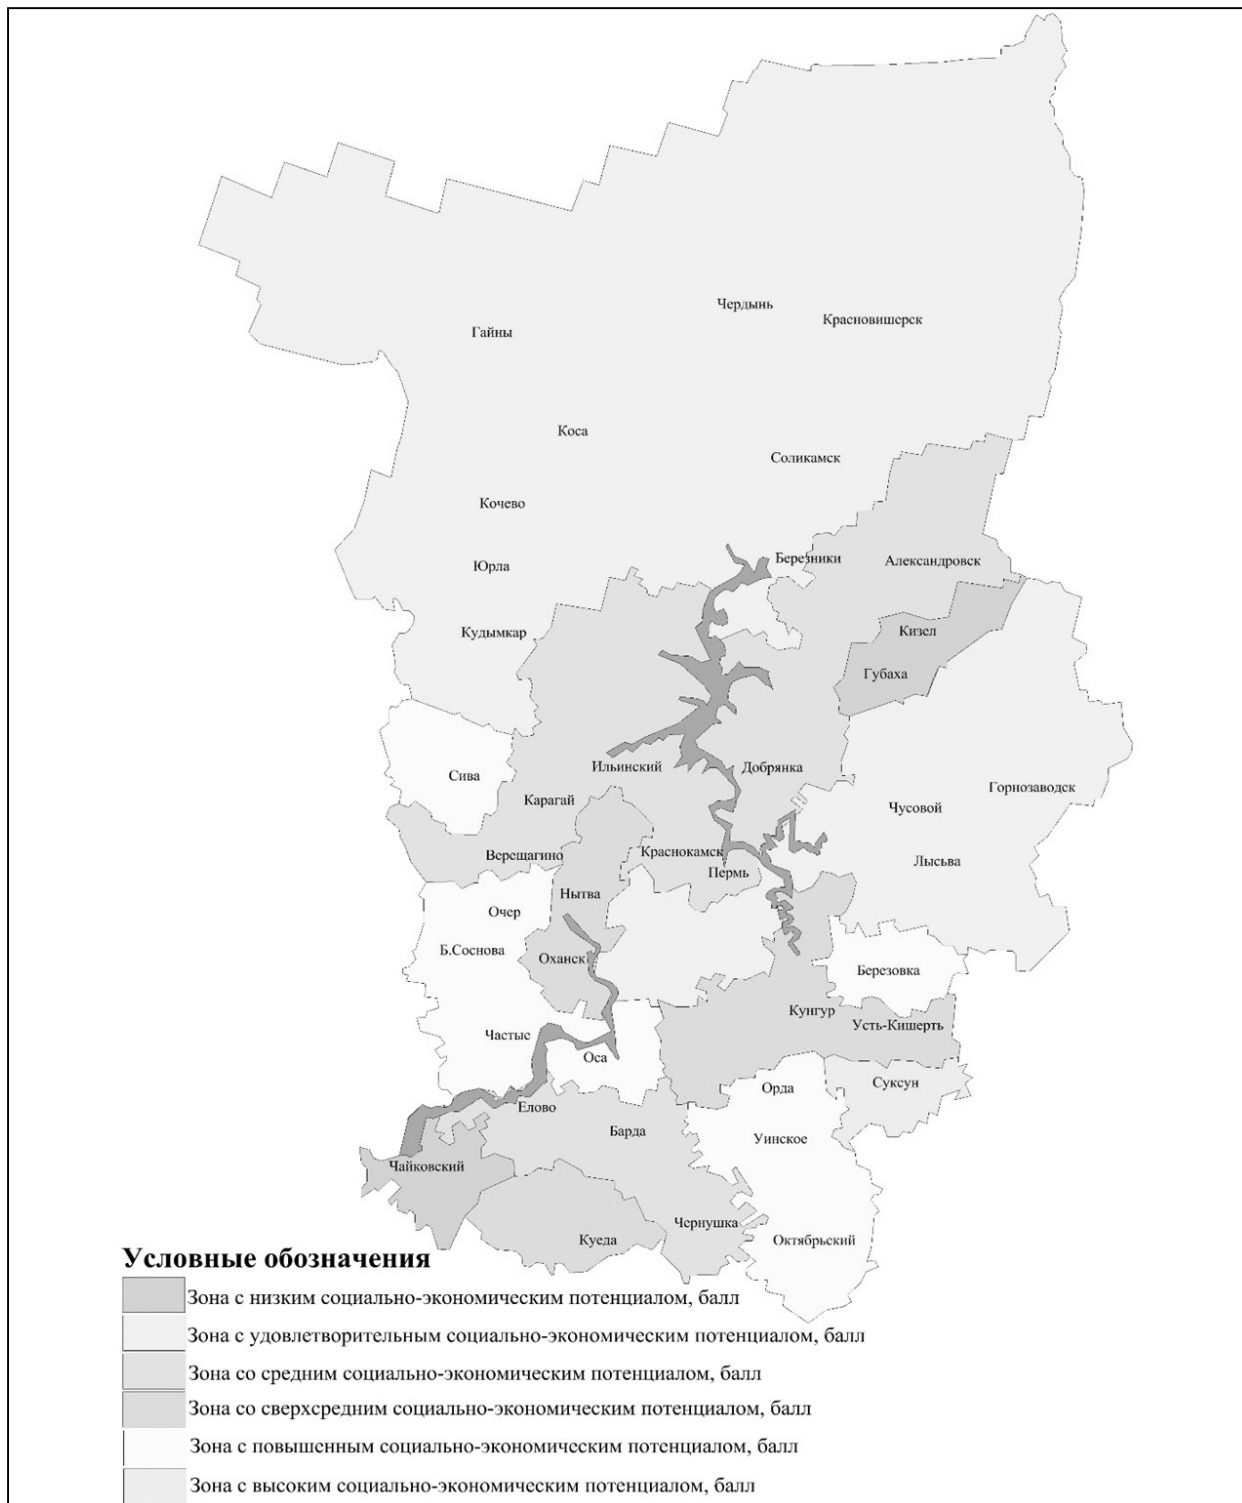 Чердынь
Красновишерск
Гайны
Коса
Соликамск
Кочево
Березники
Александровск
Юрла
Кудымкар
Кизел
Губаха
Ильинский
Добрянка
Сива
Горнозаводск
Карагай
Чусовой
Краснокамск
Верещагино
Лысьва
Пермь
Нытва
Очер
Б.Соснова
Оханск
Березовка
Кунгур
Усть-Кишерть
Частые
Оса
Суксун
Орда
Елово
Барда
Уинское
Чайковский
Чернушка
Куеда
Октябрьский
Условные обозначения
Зона с низким социально-экономическим потенциалом, балл
Зона с удовлетворительным социально-экономическим потенциалом, балл
Зона со средним социально-экономическим потенциалом, балл
Зона со сверхсредним социально-экономическим потенциалом, балл
Зона с повышенным социально-экономическим потенциалом, балл
Зона с высоким социально-экономическим потенциалом, балл